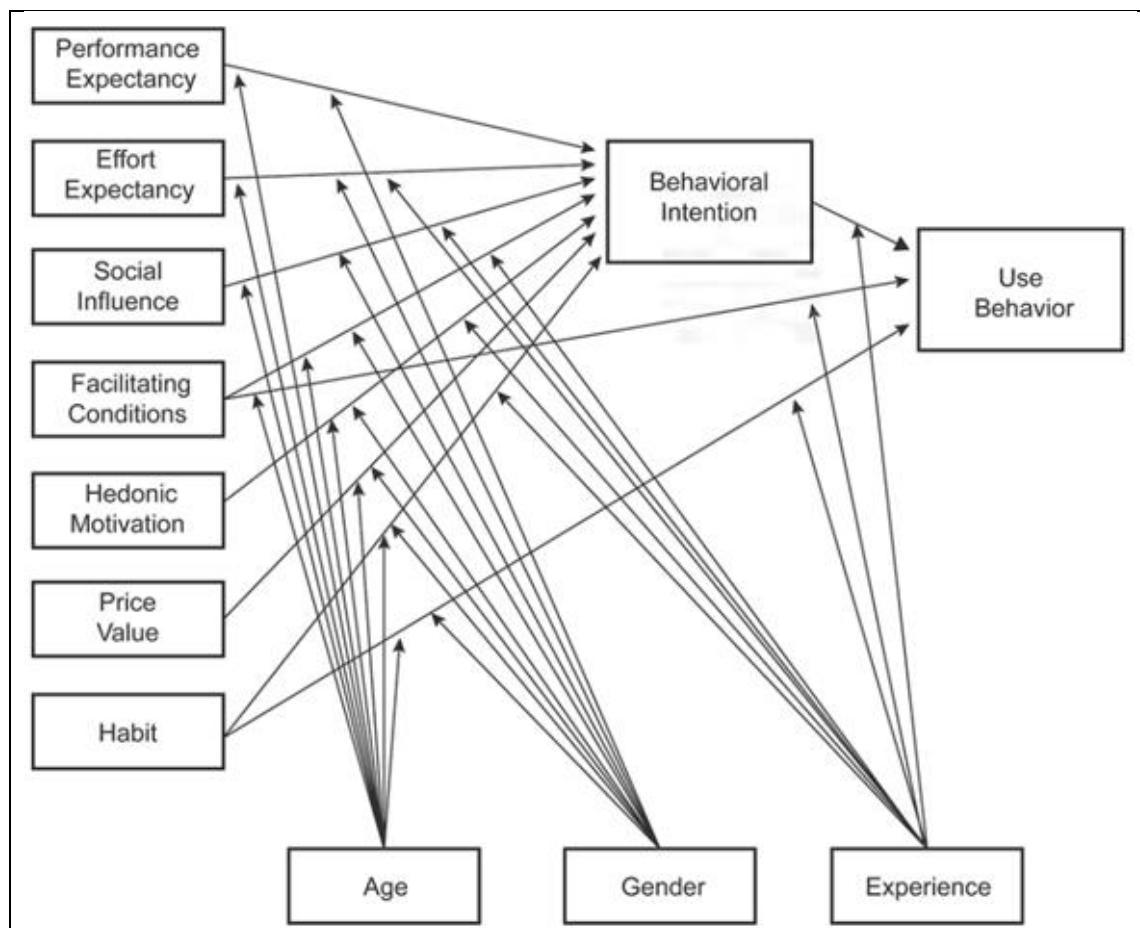 Performance
Expectancy
Effort
Expectancy
Social
Influence
Facilitating
Conditions
Hedonic
Motivation
Price
Value
Habit
Behavioral
Intention
Use
Behavior
Age
Gender
Experience